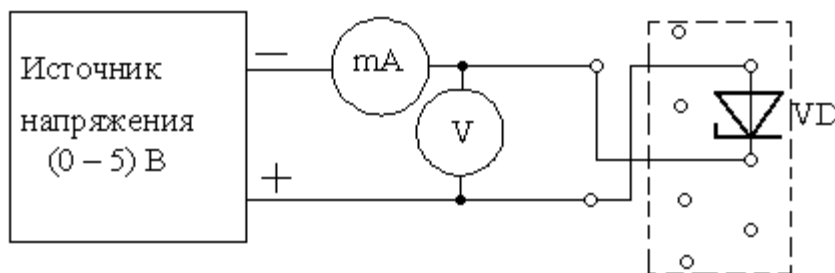 Источник
напряжения
(0 – 5) В
–
+
mA
V
VD